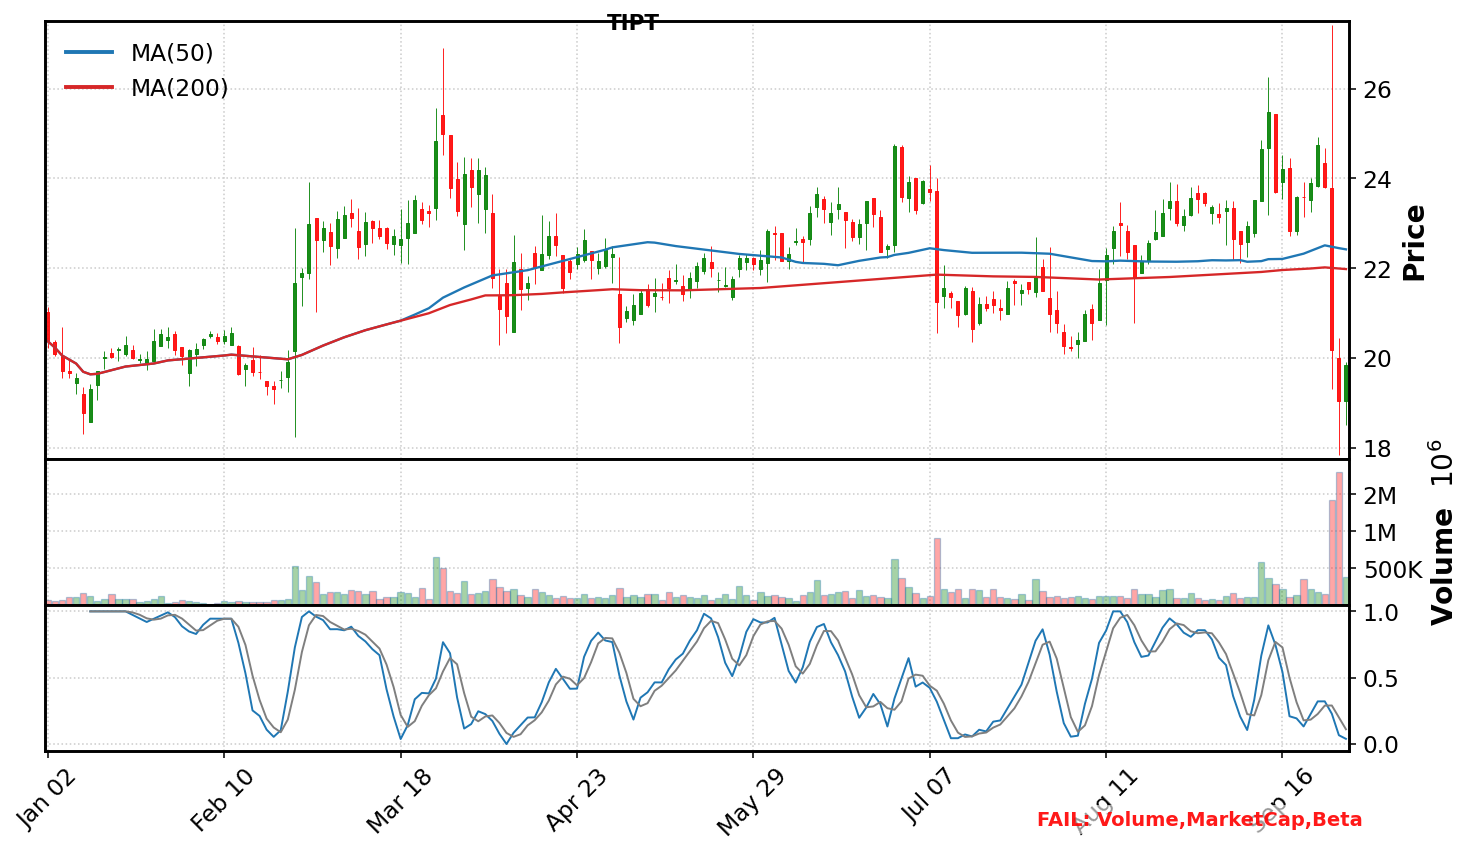 TIPT
MA(50)
MA(200)
26
24
22
20
18
Price
2M
1M
500K
Volume 10⁶
1.0
0.5
0.0
Jan 02
Feb 10
Mar 18
Apr 23
May 29
Jul 07
Aug 11
Sep 16
FAIL: Volume,MarketCap,Beta